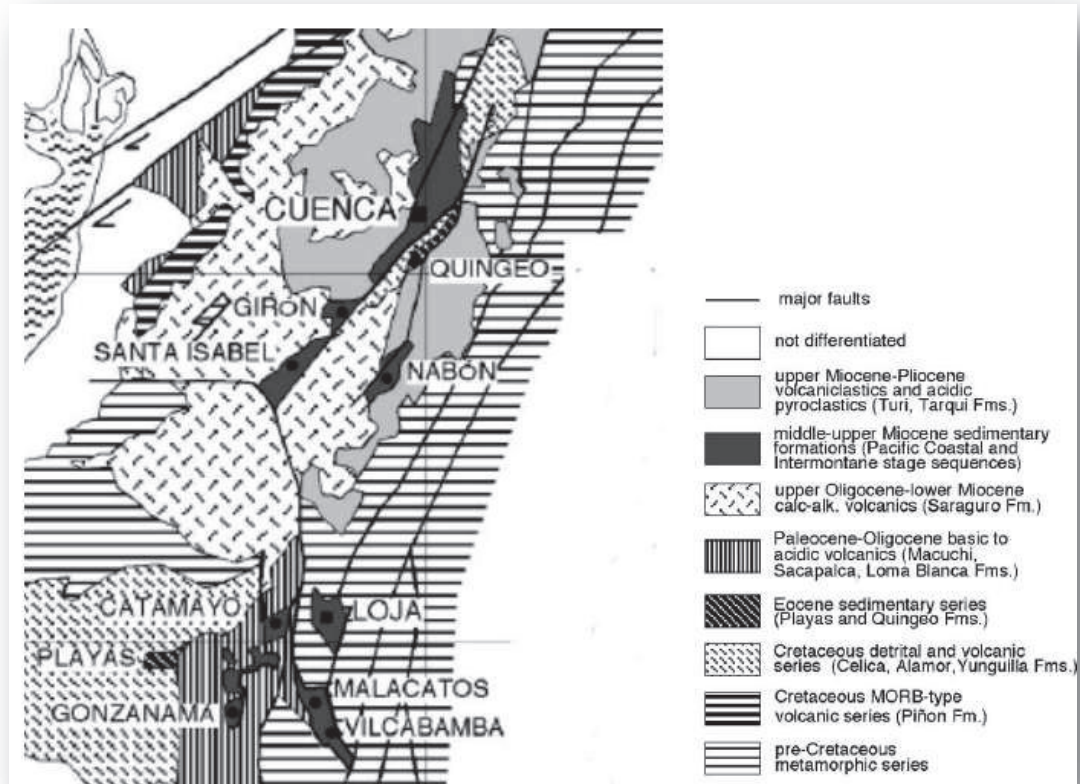 CUENCA
QUINGEO
GIRÓN
SANTA ISABEL
NABÓN
CATAMAYO
LOJA
PLAYAS
MALACATOS
GONZANAMÁ
VILCABAMBA
major faults
not differentiated
upper Miocene-Pliocene
volcaniclastics and acidic
pyroclastics (Turi, Tarqui Fms.)
middle-upper Miocene sedimentary
formations (Pacific Coastal and
Intermontane stage sequences)
upper Oligocene-lower Miocene
calc-alk. volcanics (Saraguro Fm.)
Paleocene-Oligocene basic to
acidic volcanics (Macuchi,
Sacapalca, Loma Blanca Fms.)
Eocene sedimentary series
(Playas and Quingeo Fms.)
Cretaceous detrital and volcanic
series (Celica, Alamor,Yunguilla Fms.)
Cretaceous MORB-type
volcanic series (Piñon Fm.)
pre-Cretaceous
metamorphic series